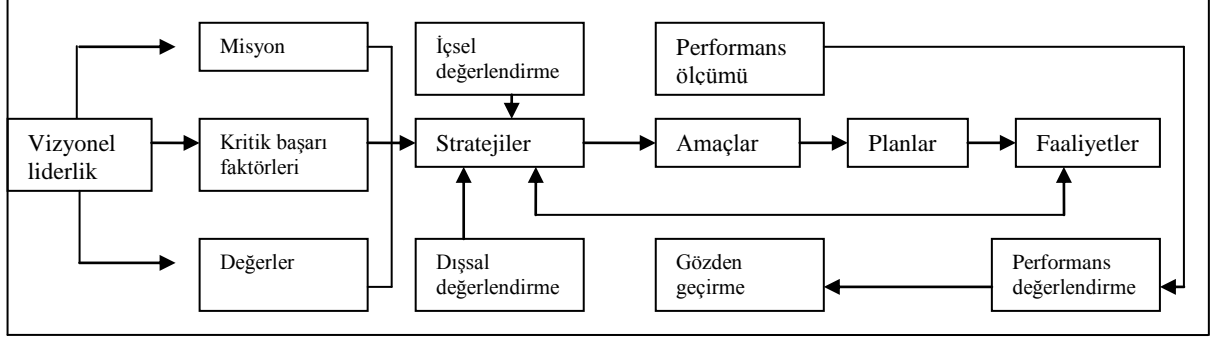 Misyon
İçsel
değerlendirme
Performans
ölçümü
Vizyonel
liderlik
Kritik başarı
faktörleri
Stratejiler
Amaçlar
Planlar
Faaliyetler
Değerler
Dışsal
değerlendirme
Gözden
geçirme
Performans
değerlendirme